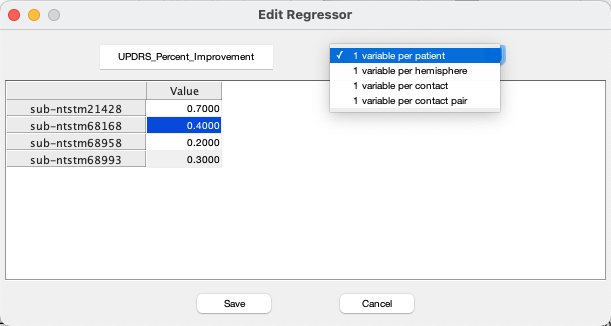 Edit Regressor
UPDRS_Percent_Improvement
✓ 1 variable per patient
1 variable per hemisphere
1 variable per contact
1 variable per contact pair
Value
sub-ntstm21428 0.7000
sub-ntstm68168 0.4000
sub-ntstm68958 0.2000
sub-ntstm68993 0.3000
Save Cancel